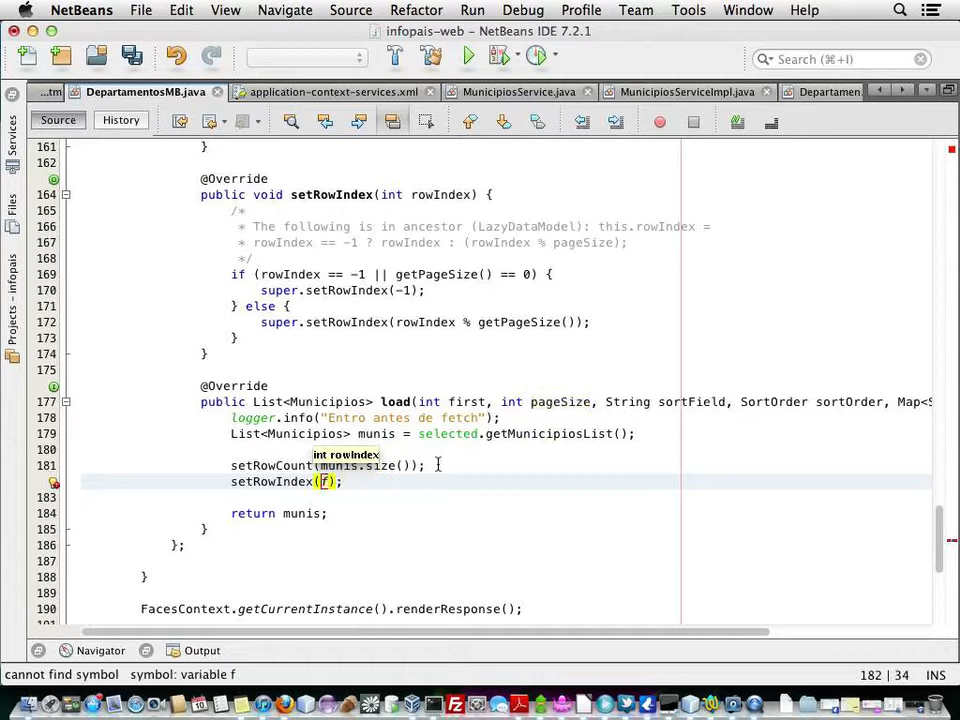 NetBeans File Edit View Navigate Source Refactor Run Debug Profile Team Tools Window Help
infopais-web - NetBeans IDE 7.2.1
Search (⌘+I)
...tm DepartamentosMB.java application-context-services.xml MunicipiosService.java MunicipiosServiceImpl.java Departamen.
Source History
Services
Files
Projects - infopais
161 }
162
@Override
164 public void setRowIndex(int rowIndex) {
165 /*
166 * The following is in ancestor (LazyDataModel): this.rowIndex =
167 * rowIndex == -1 ? rowIndex : (rowIndex % pageSize);
168 */
169 if (rowIndex == -1 || getPageSize() == 0) {
170 super.setRowIndex(-1);
171 } else {
172 super.setRowIndex(rowIndex % getPageSize());
173 }
174 }
175
@Override
177 public List<Municipios> load(int first, int pageSize, String sortField, SortOrder sortOrder, Map<S
178 logger.info("Entro antes de fetch");
179 List<Municipios> munis = selected.getMunicipiosList();
180 int rowIndex
181 setRowCount(munis.size());
setRowIndex(f);
183
184 return munis;
185 }
186 };
187
188 }
189
190 FacesContext.getCurrentInstance().renderResponse();
191
Navigator Output
cannot find symbol symbol: variable f 182 | 34 INS